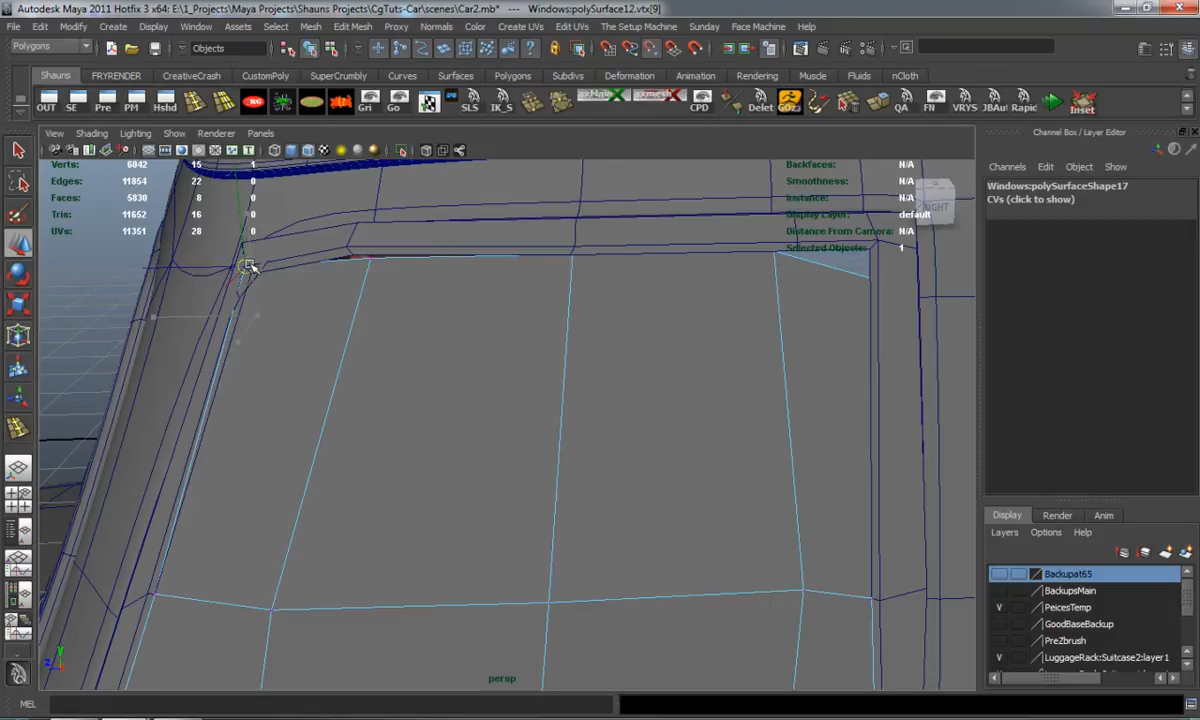 Autodesk Maya 2011 Hotfix 3 x64: E:\1_Projects\Maya Projects\Shauns Projects\CgTuts-Car\scenes\Car2.mb* --- Windows:polySurface12.vtx[9]
File Edit Modify Create Display Window Assets Select Mesh Edit Mesh Proxy Normals Color Create UVs Edit UVs The Setup Machine Muscle Sunday Face Machine Help
Polygons Objects
Shauns FRYRENDER CreativeCrash CustomPoly SuperCrumbly Curves Surfaces Polygons Subdivs Deformation Animation Rendering Muscle Fluids nCloth
OUT SE Pre PM Hshd HG Gri Go SLS IK_S CPD Delet GOz> QA FN VRYS JBAul Rapic Inset
View Shading Lighting Show Renderer Panels
Channel Box / Layer Editor
Channels Edit Object Show
Windows:polySurfaceShape17
CVs (click to show)
Verts: 6042 15 1
Edges: 11854 22 0
Faces: 5830 8 0
Tris: 11652 16 0
UVs: 11351 28 0
Backfaces: N/A
Smoothness: N/A
Instance: N/A
Display Layer: default
Distance From Camera: N/A
Selected Objects: 1
RIGHT
Display Render Anim
Layers Options Help
Backupat65
BackupsMain
V PeicesTemp
GoodBaseBackup
PreZbrush
V LuggageRack:Suitcase2:layer1
y
z
persp
MEL